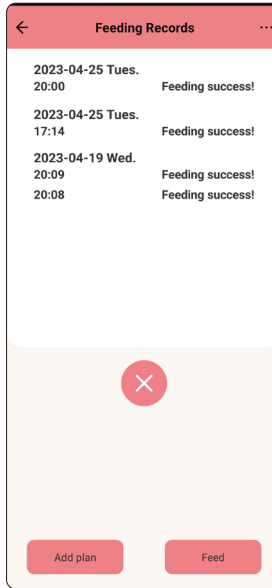 Feeding Records
2023-04-25 Tues.
20:00 Feeding success!
2023-04-25 Tues.
17:14 Feeding success!
2023-04-19 Wed.
20:09 Feeding success!
20:08 Feeding success!
Add plan Feed